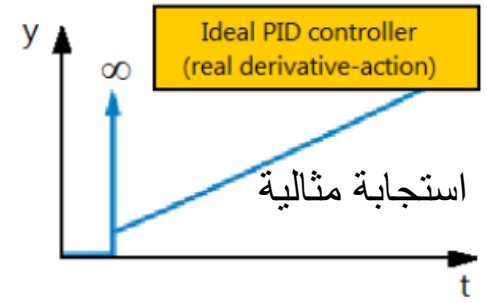 y
Ideal PID controller
(real derivative-action)
∞
استجابة مثالية
t